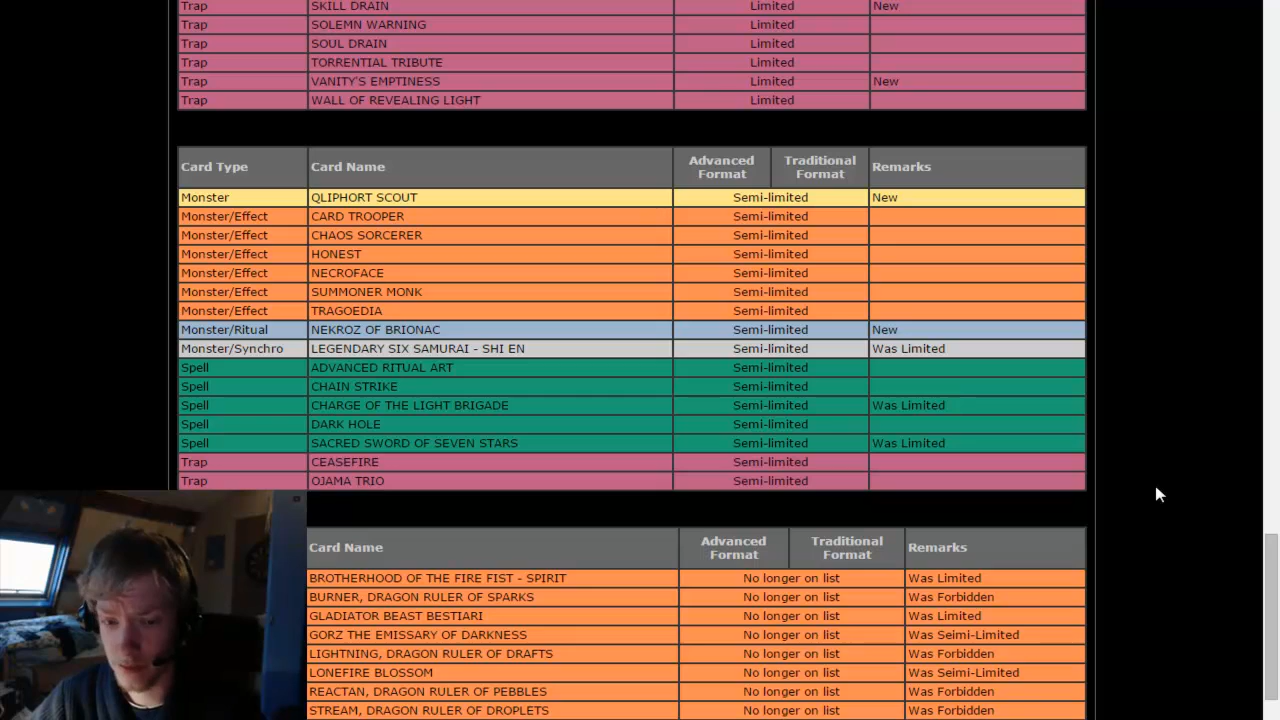 Trap SKILL DRAIN Limited New
Trap SOLEMN WARNING Limited
Trap SOUL DRAIN Limited
Trap TORRENTIAL TRIBUTE Limited
Trap VANITY'S EMPTINESS Limited New
Trap WALL OF REVEALING LIGHT Limited
Card Type Card Name Advanced Format Traditional Format Remarks
Monster QLIPHORT SCOUT Semi-limited New
Monster/Effect CARD TROOPER Semi-limited
Monster/Effect CHAOS SORCERER Semi-limited
Monster/Effect HONEST Semi-limited
Monster/Effect NECROFACE Semi-limited
Monster/Effect SUMMONER MONK Semi-limited
Monster/Effect TRAGOEDIA Semi-limited
Monster/Ritual NEKROZ OF BRIONAC Semi-limited New
Monster/Synchro LEGENDARY SIX SAMURAI - SHI EN Semi-limited Was Limited
Spell ADVANCED RITUAL ART Semi-limited
Spell CHAIN STRIKE Semi-limited
Spell CHARGE OF THE LIGHT BRIGADE Semi-limited Was Limited
Spell DARK HOLE Semi-limited
Spell SACRED SWORD OF SEVEN STARS Semi-limited Was Limited
Trap CEASEFIRE Semi-limited
Trap OJAMA TRIO Semi-limited
Card Name Advanced Format Traditional Format Remarks
BROTHERHOOD OF THE FIRE FIST - SPIRIT No longer on list Was Limited
BURNER, DRAGON RULER OF SPARKS No longer on list Was Forbidden
GLADIATOR BEAST BESTIARI No longer on list Was Limited
GORZ THE EMISSARY OF DARKNESS No longer on list Was Seimi-Limited
LIGHTNING, DRAGON RULER OF DRAFTS No longer on list Was Forbidden
LONEFIRE BLOSSOM No longer on list Was Seimi-Limited
REACTAN, DRAGON RULER OF PEBBLES No longer on list Was Forbidden
STREAM, DRAGON RULER OF DROPLETS No longer on list Was Forbidden